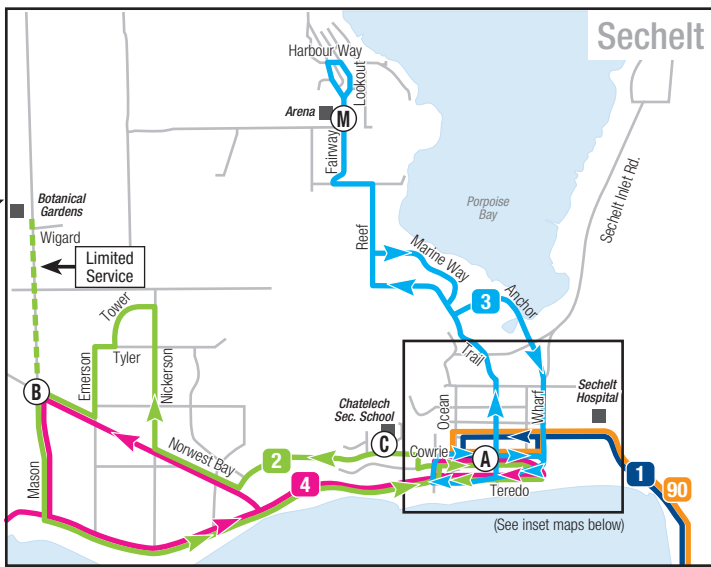 Sechelt
Harbour Way
Lookout
Arena
M
Fairway
Porpoise
Bay
Sechelt Inlet Rd.
Botanical
Gardens
Wigard
Limited
Service
Reef
Marine Way
Anchor
3
Tower
Tyler
Emerson
Nickerson
Trail
B
Chatelech
Sec. School
C
Ocean
Wharf
Sechelt
Hospital
Norwest Bay
2
Cowrie
A
Mason
4
Teredo
1
90
(See inset maps below)